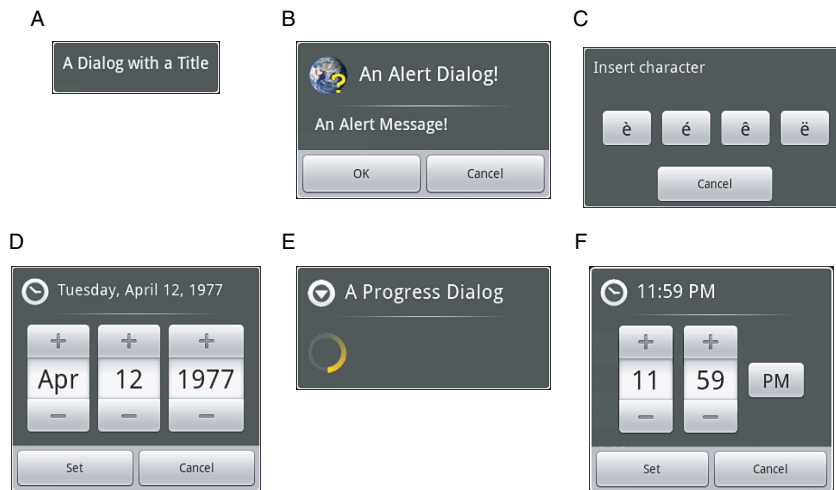 A
A Dialog with a Title
B
An Alert Dialog!
An Alert Message!
OK Cancel
C
Insert character
è é ê ë
Cancel
D
Tuesday, April 12, 1977
+ + +
Apr 12 1977
− − −
Set Cancel
E
A Progress Dialog
F
11:59 PM
+ +
11 59 PM
− −
Set Cancel